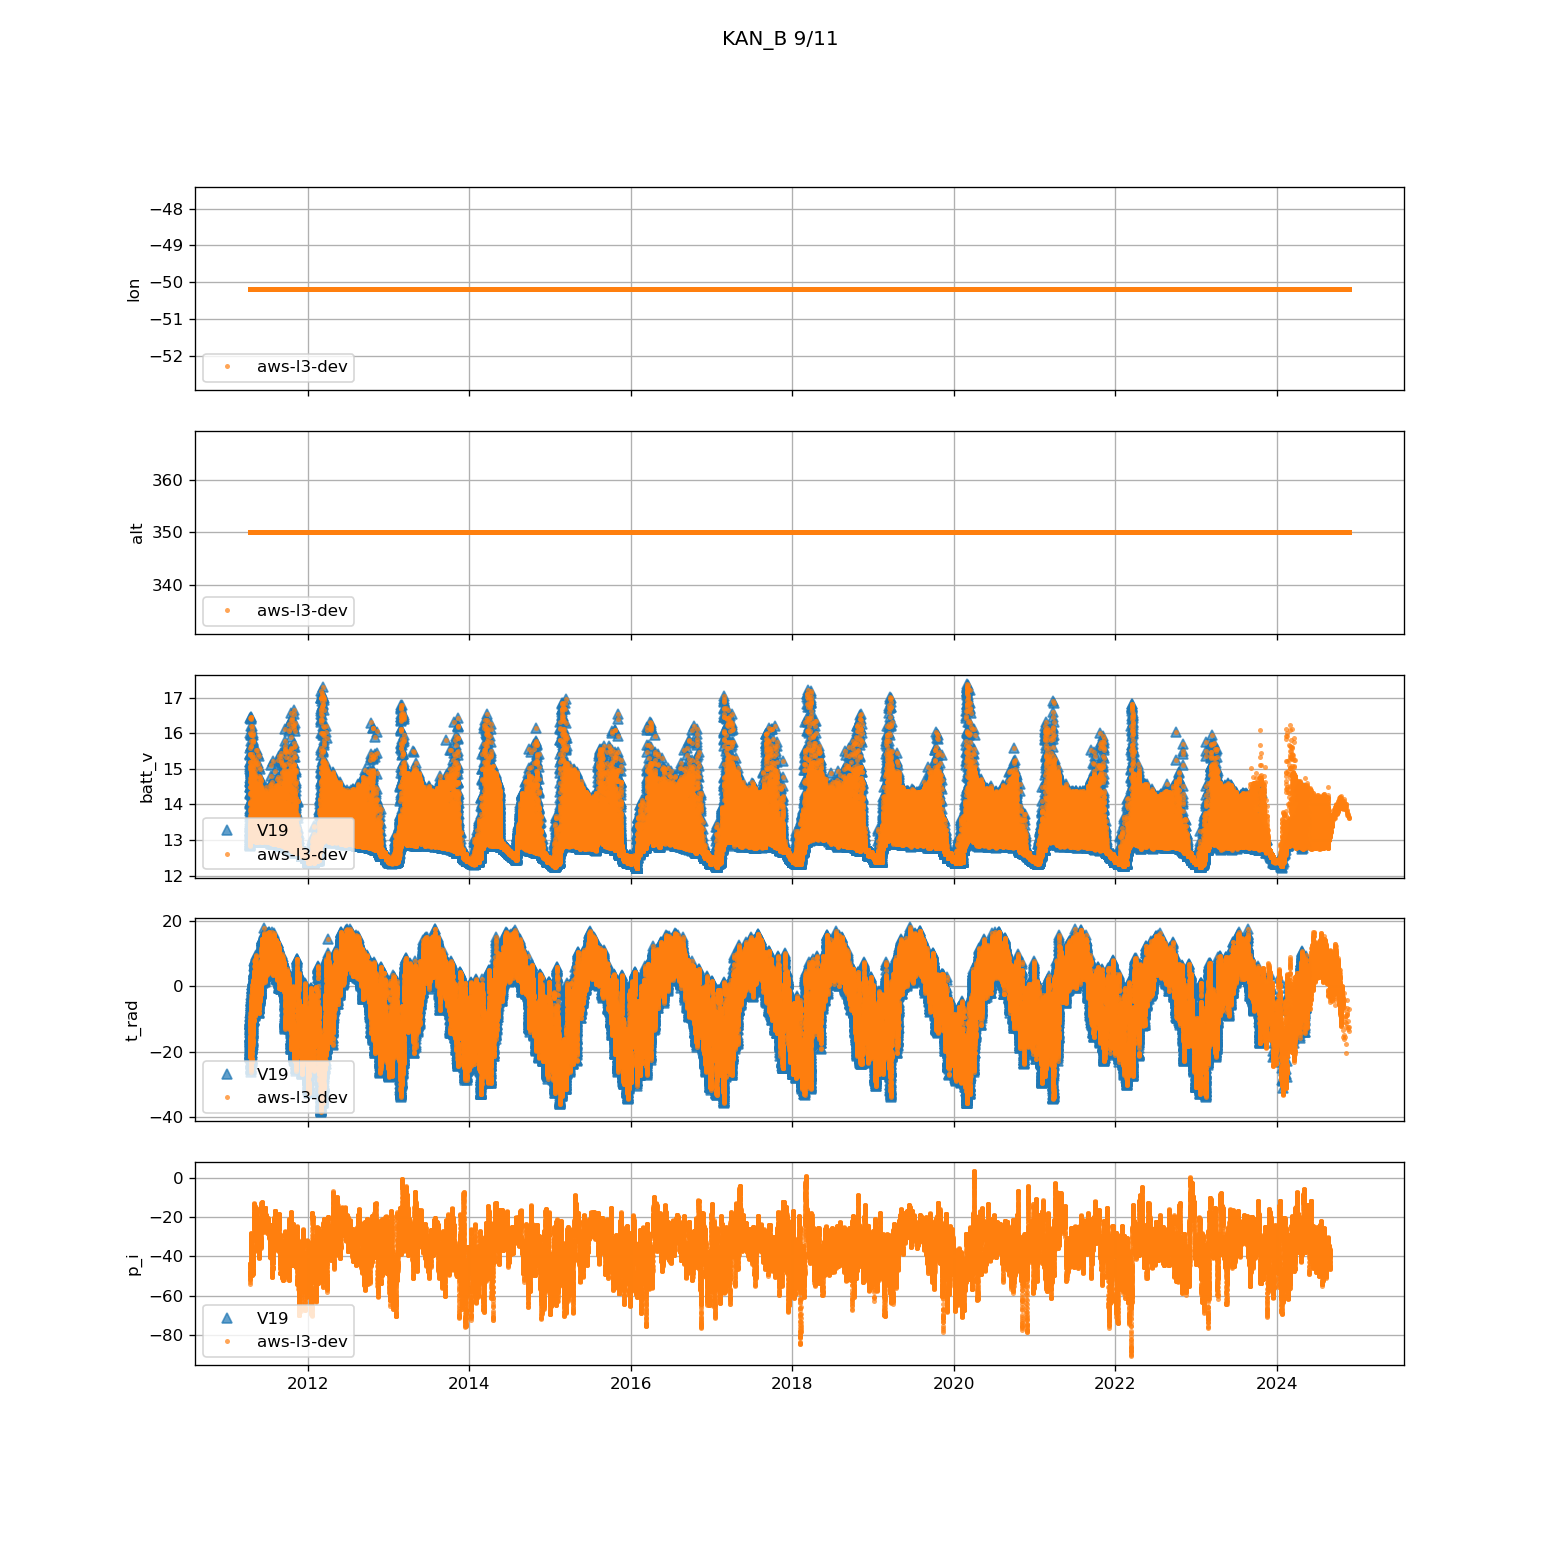 KAN_B 9/11
−48
−49
−50
−51
−52
lon
aws-l3-dev
360
350
340
alt
aws-l3-dev
17
16
15
14
13
12
batt_v
V19
aws-l3-dev
20
0
−20
−40
t_rad
V19
aws-l3-dev
0
−20
−40
−60
−80
p_i
V19
aws-l3-dev
2012 2014 2016 2018 2020 2022 2024